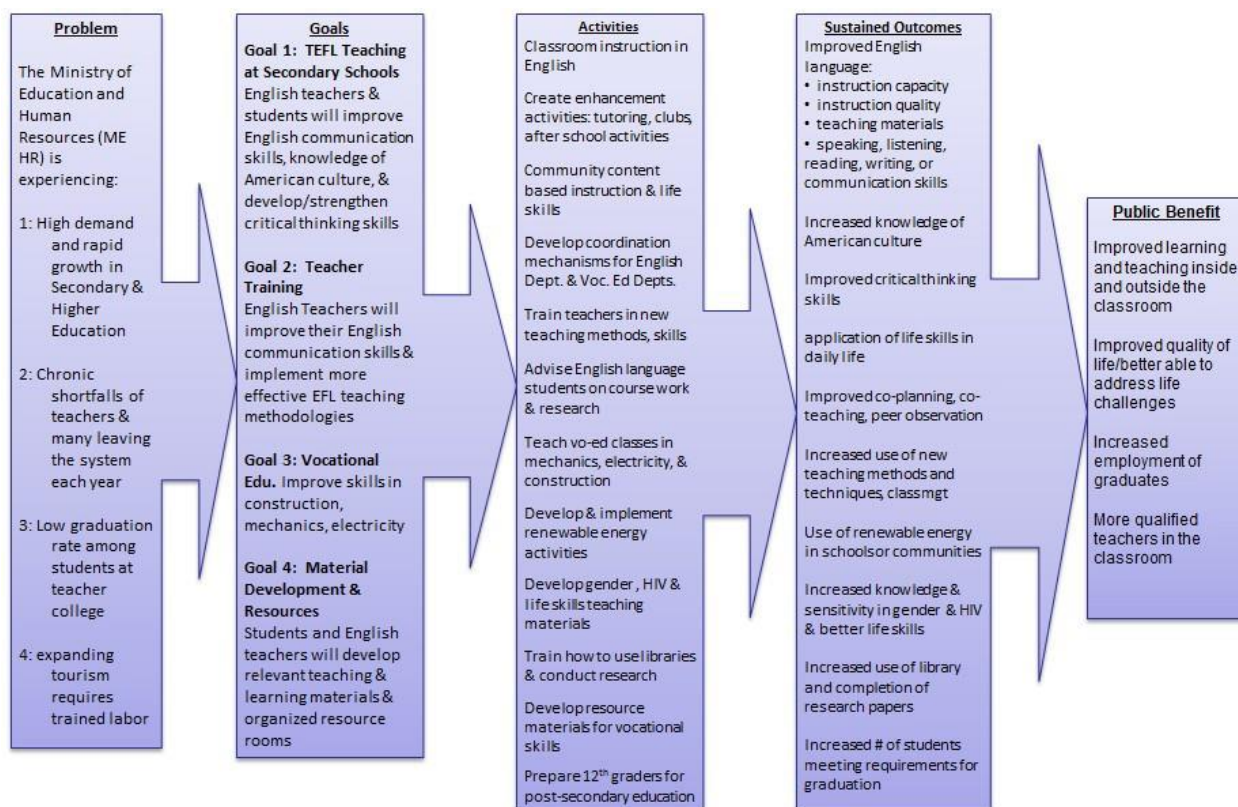 Problem
The Ministry of
Education and
Human
Resources (ME
HR) is
experiencing:
1: High demand
and rapid
growth in
Secondary &
Higher
Education
2: Chronic
shortfalls of
teachers &
many leaving
the system
each year
3: Low graduation
rate among
students at
teacher
college
4: expanding
tourism
requires
trained labor
Goals
Goal 1: TEFL Teaching
at Secondary Schools
English teachers &
students will improve
English communication
skills, knowledge of
American culture, &
develop/strengthen
critical thinking skills
Goal 2: Teacher
Training
English Teachers will
improve their English
communication skills &
implement more
effective EFL teaching
methodologies
Goal 3: Vocational
Edu. Improve skills in
construction,
mechanics, electricity
Goal 4: Material
Development &
Resources
Students and English
teachers will develop
relevant teaching &
learning materials &
organized resource
rooms
Activities
Classroom instruction in
English
Create enhancement
activities: tutoring, clubs,
after school activities
Community content
based instruction & life
skills
Develop coordination
mechanisms for English
Dept. & Voc. Ed Depts.
Train teachers in new
teaching methods, skills
Advise English language
students on course work
& research
Teach vo-ed classes in
mechanics, electricity, &
construction
Develop & implement
renewable energy
activities
Develop gender , HIV &
life skills teaching
materials
Train how to use libraries
& conduct research
Develop resource
materials for vocational
skills
Prepare 12th graders for
post-secondary education
Sustained Outcomes
Improved English
language:
• instruction capacity
• instruction quality
• teaching materials
• speaking, listening,
reading, writing, or
communication skills
Increased knowledge of
American culture
Improved critical thinking
skills
application of life skills in
daily life
Improved co-planning, co-
teaching, peer observation
Increased use of new
teaching methods and
techniques, classmgt
Use of renewable energy
in schoolsor communities
Increased knowledge &
sensitivity in gender & HIV
& better life skills
Increased use of library
and completion of
research papers
Increased # of students
meeting requirements for
graduation
Public Benefit
Improved learning
and teaching inside
and outside the
classroom
Improved quality of
life/better able to
address life
challenges
Increased
employment of
graduates
More qualified
teachers in the
classroom